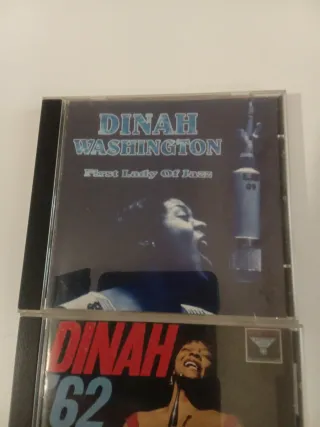 DINAH
WASHINGTON
First Lady Of Jazz
DINAH
'62